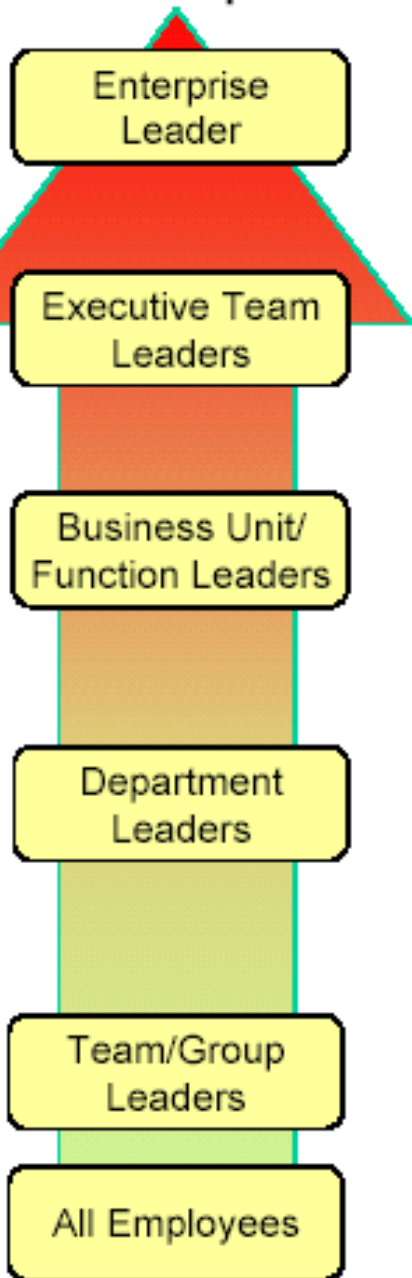 Enterprise
Leader
Executive Team
Leaders
Business Unit/
Function Leaders
Department
Leaders
Team/Group
Leaders
All Employees